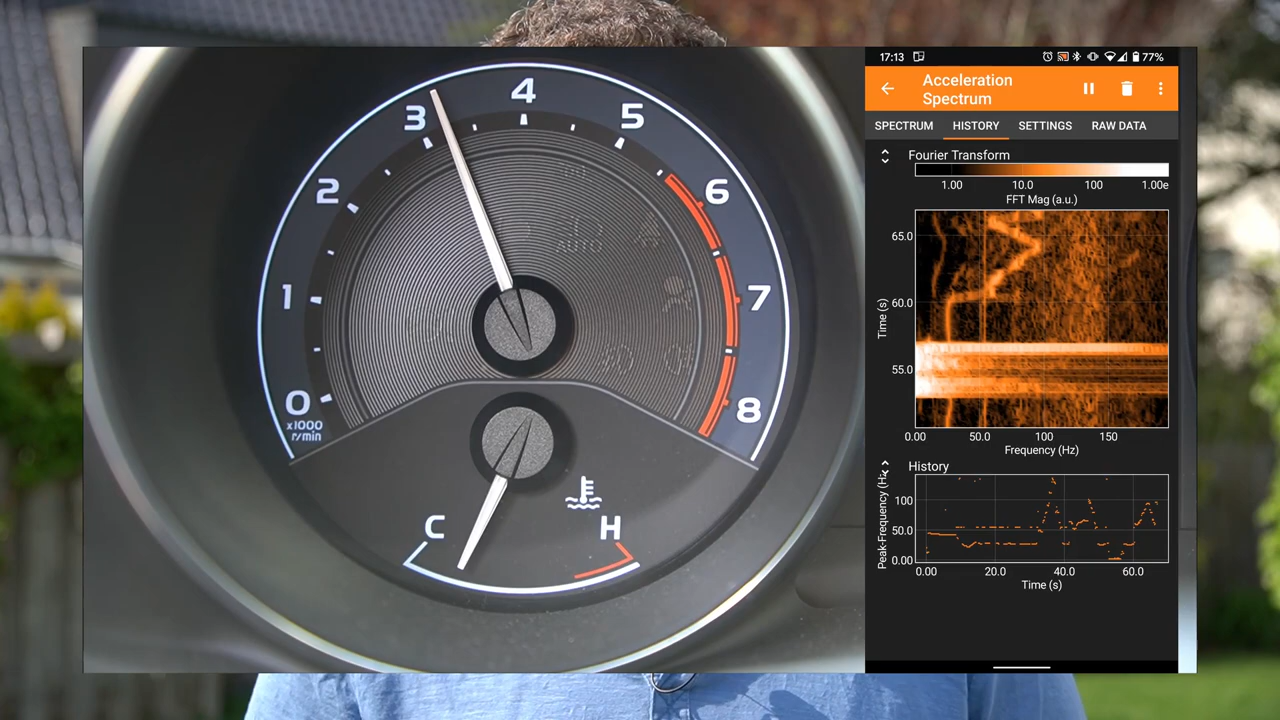 4
3
5
2
6
1
7
0
8
x1000
r/min
AUTO
C
H
17:13
77%
Acceleration
Spectrum
SPECTRUM HISTORY SETTINGS RAW DATA
Fourier Transform
1.00 10.0 100 1.00e
FFT Mag (a.u.)
65.0
60.0
55.0
Time (s)
0.00 50.0 100 150
Frequency (Hz)
History
100
50.0
0.00
Peak-Frequency (Hz
0.00 20.0 40.0 60.0
Time (s)